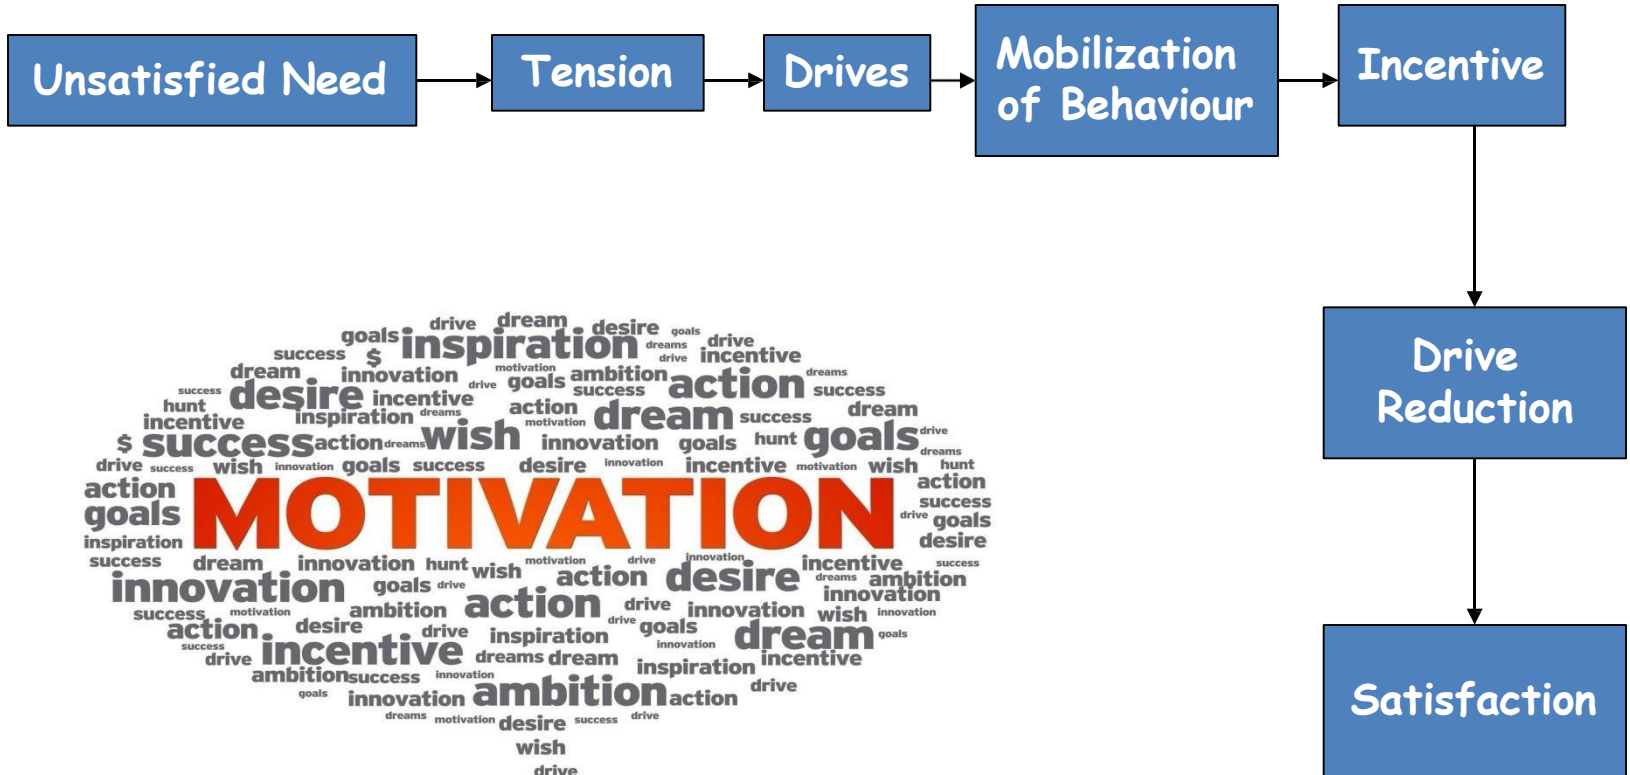 Unsatisfied Need
Tension
Drives
Mobilization
of Behaviour
Incentive
Drive
Reduction
Satisfaction
drive dream desire goals
goals inspiration dreams drive
success $ drive incentive
dream innovation motivation drive goals ambition action dreams
success desire incentive success success
hunt inspiration dreams action motivation dream success dream
incentive
$ success action dreams wish innovation goals hunt goals drive
dreams
drive success wish innovation goals success desire innovation incentive motivation wish hunt
action MOTIVATION action
goals success
drive goals
inspiration desire
success dream innovation hunt wish motivation drive innovation incentive success
innovation goals drive action desire dreams ambition
innovation
success motivation ambition action drive innovation wish innovation
action desire drive inspiration drive goals dream goals
success drive incentive dreams dream innovation inspiration incentive
ambition success innovation
goals innovation ambition action drive
dreams motivation desire success drive
wish
drive